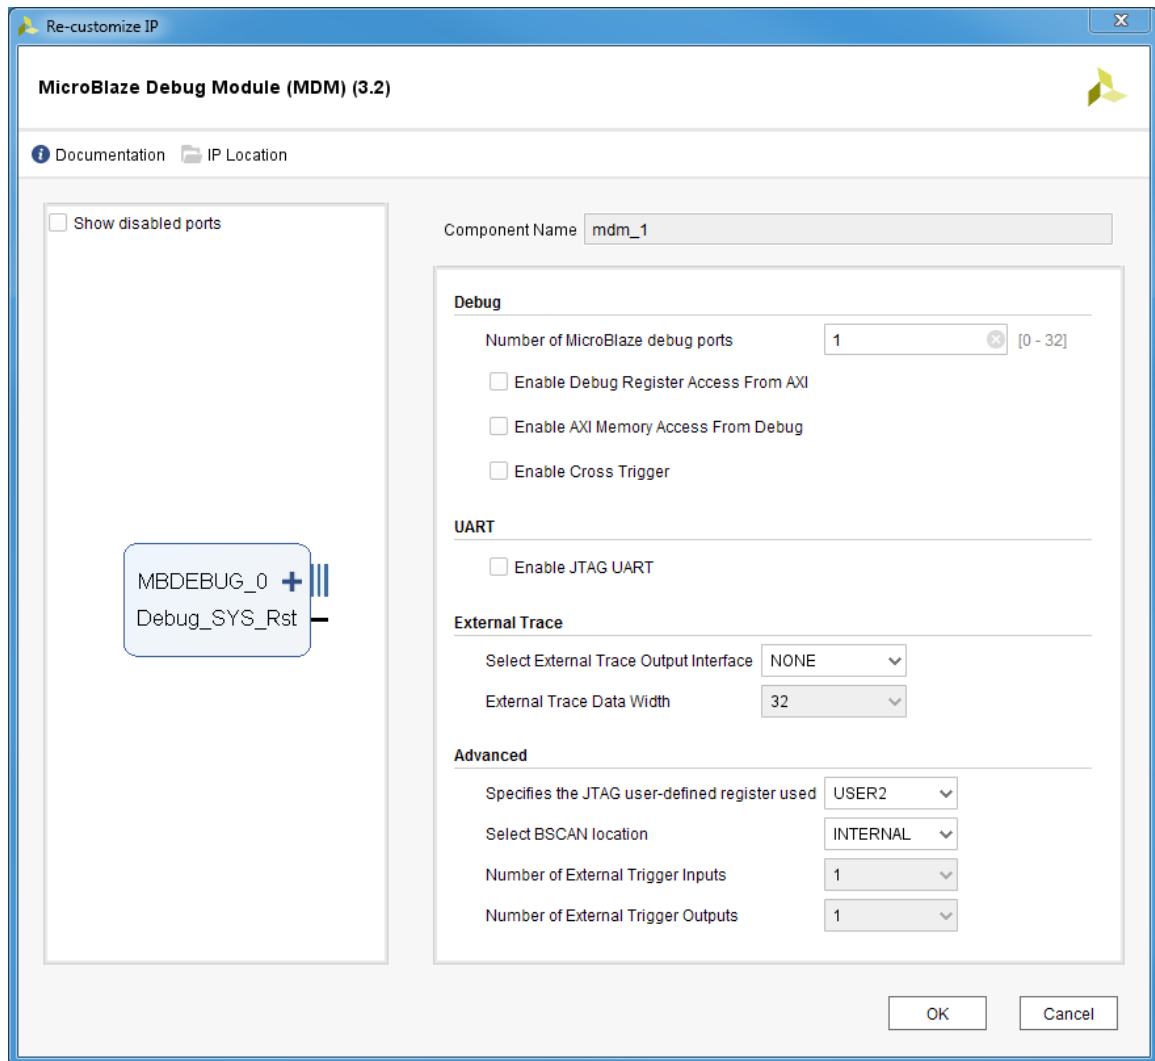 Re-customize IP
MicroBlaze Debug Module (MDM) (3.2)
Documentation IP Location
Show disabled ports
MBDEBUG_0
Debug_SYS_Rst
Component Name mdm_1
Debug
Number of MicroBlaze debug ports 1 [0 - 32]
Enable Debug Register Access From AXI
Enable AXI Memory Access From Debug
Enable Cross Trigger
UART
Enable JTAG UART
External Trace
Select External Trace Output Interface NONE
External Trace Data Width 32
Advanced
Specifies the JTAG user-defined register used USER2
Select BSCAN location INTERNAL
Number of External Trigger Inputs 1
Number of External Trigger Outputs 1
OK Cancel